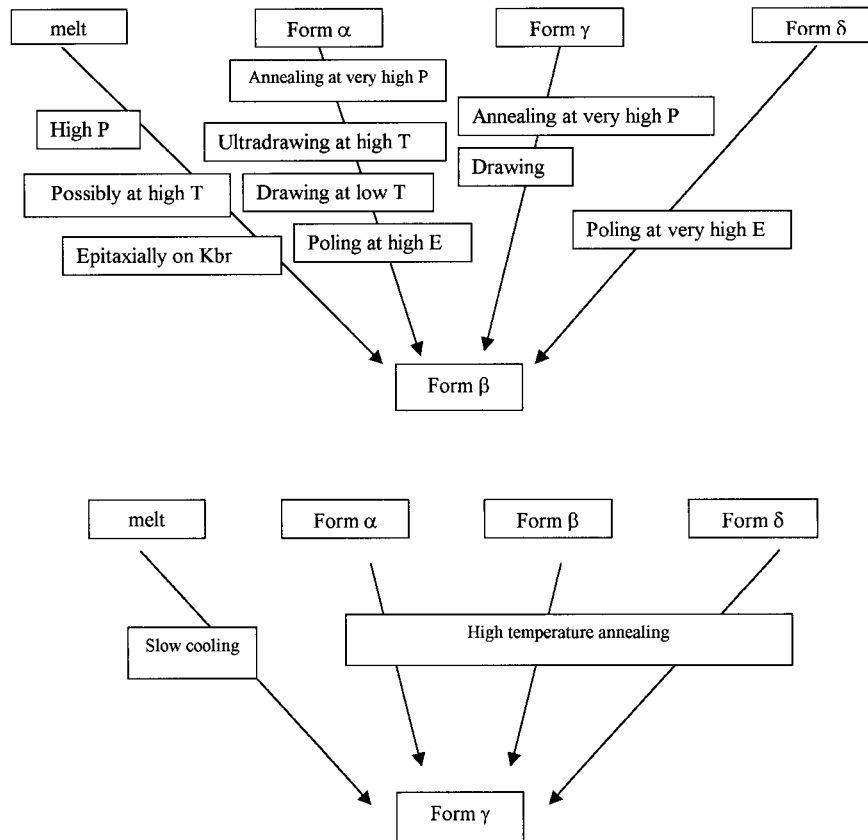 melt
Form α
Form γ
Form δ
Annealing at very high P
High P
Annealing at very high P
Ultradrawing at high T
Drawing
Possibly at high T
Drawing at low T
Poling at high E
Poling at very high E
Epitaxially on Kbr
Form β
melt
Form α
Form β
Form δ
Slow cooling
High temperature annealing
Form γ